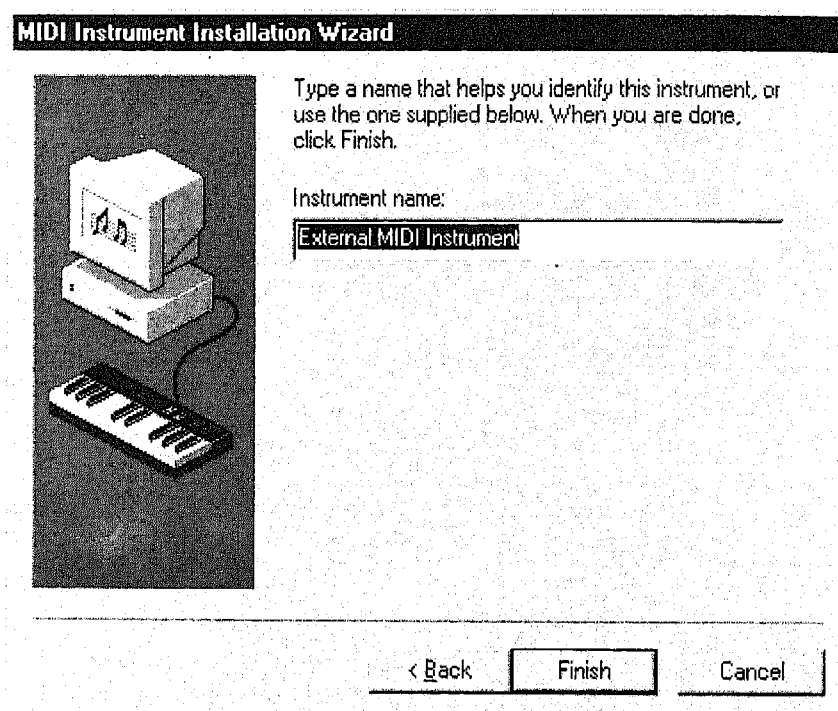 MIDI Instrument Installation Wizard
Type a name that helps you identify this instrument, or
use the one supplied below. When you are done,
click Finish.
Instrument name:
External MIDI Instrument
< Back
Finish
Cancel